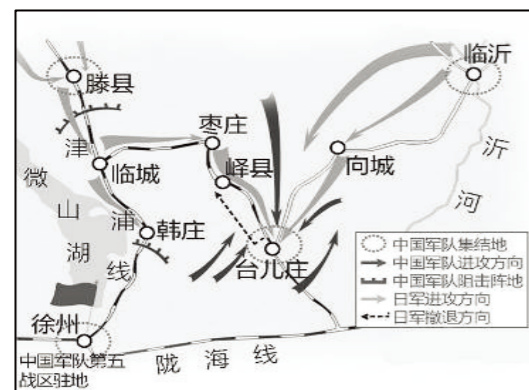 临沂
滕县
枣庄
津
临城
峄县
向城
沂
微
河
山
浦
韩庄
湖
台儿庄
线
徐州
中国军队第五
战区驻地
陇海线
中国军队集结地
中国军队进攻方向
中国军队阻击阵地
日军进攻方向
日军撤退方向